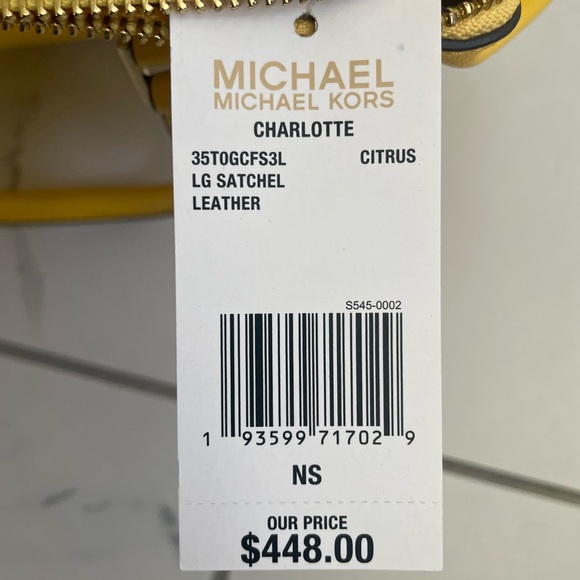 MICHAEL
MICHAEL KORS
CHARLOTTE
35T0GCFS3L CITRUS
LG SATCHEL
LEATHER
S545-0002
1 93599 71702 9
NS
OUR PRICE
$448.00